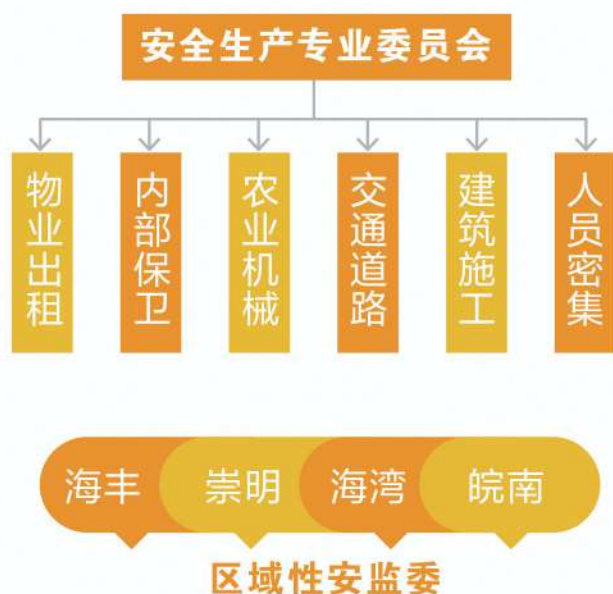 安全生产专业委员会
物业出租
内部保卫
农业机械
交通道路
建筑施工
人员密集
海丰
崇明
海湾
皖南
区域性安监委